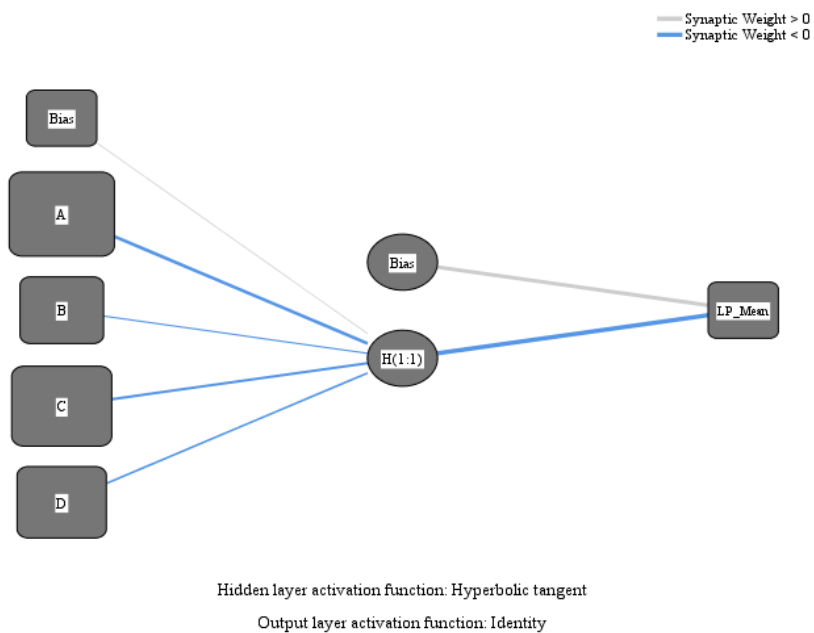 Synaptic Weight > 0
Synaptic Weight < 0
Bias
A
B
C
D
Bias
H(1:1)
LP_Mean
Hidden layer activation function: Hyperbolic tangent
Output layer activation function: Identity